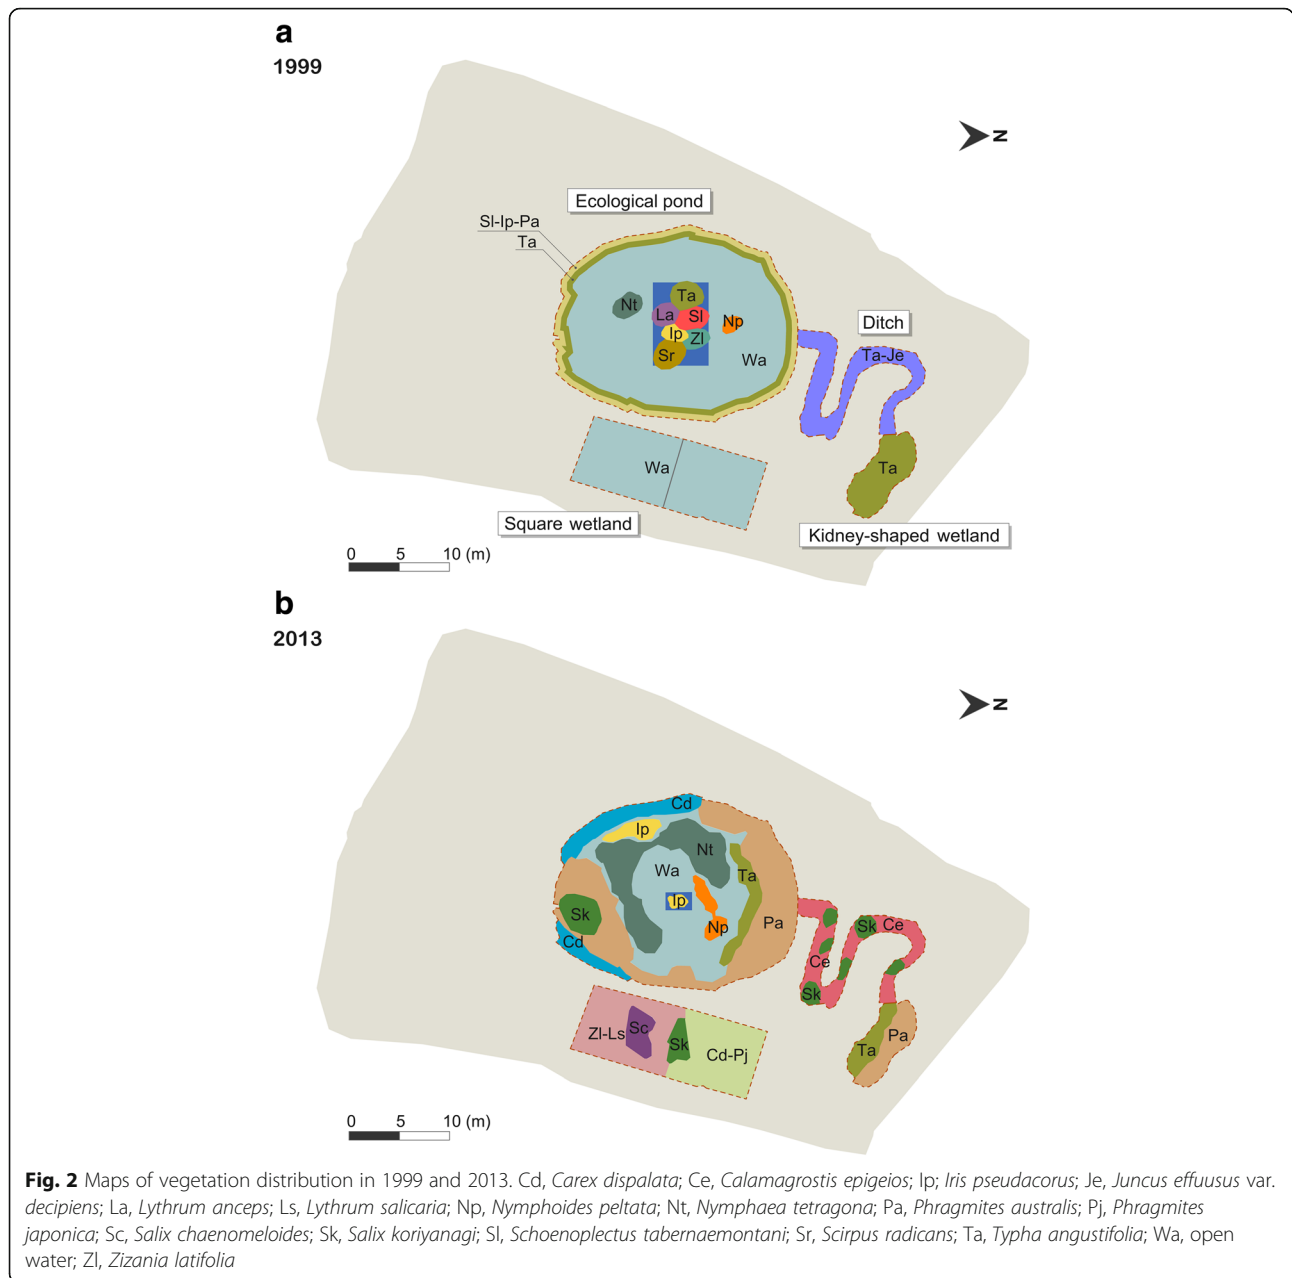 a
1999
N
Ecological pond
Sl-Ip-Pa
Ta
Nt
Ta
La
Sl
Np
Ip
Zl
Sr
Wa
Ditch
Ta-Je
Wa
Ta
Square wetland
Kidney-shaped wetland
0 5 10 (m)
b
2013
N
Cd
Ip
Nt
Wa
Ta
Ip
Sk
Np
Pa
Cd
Sk
Ce
Ce
Sk
Zl-Ls
Sc
Sk
Cd-Pj
Ta
Pa
0 5 10 (m)
Fig. 2 Maps of vegetation distribution in 1999 and 2013. Cd, Carex dispalata; Ce, Calamagrostis epigeios; Ip; Iris pseudacorus; Je, Juncus effuusus var.
decipiens; La, Lythrum anceps; Ls, Lythrum salicaria; Np, Nymphoides peltata; Nt, Nymphaea tetragona; Pa, Phragmites australis; Pj, Phragmites
japonica; Sc, Salix chaenomeloides; Sk, Salix koriyanagi; Sl, Schoenoplectus tabernaemontani; Sr, Scirpus radicans; Ta, Typha angustifolia; Wa, open
water; Zl, Zizania latifolia